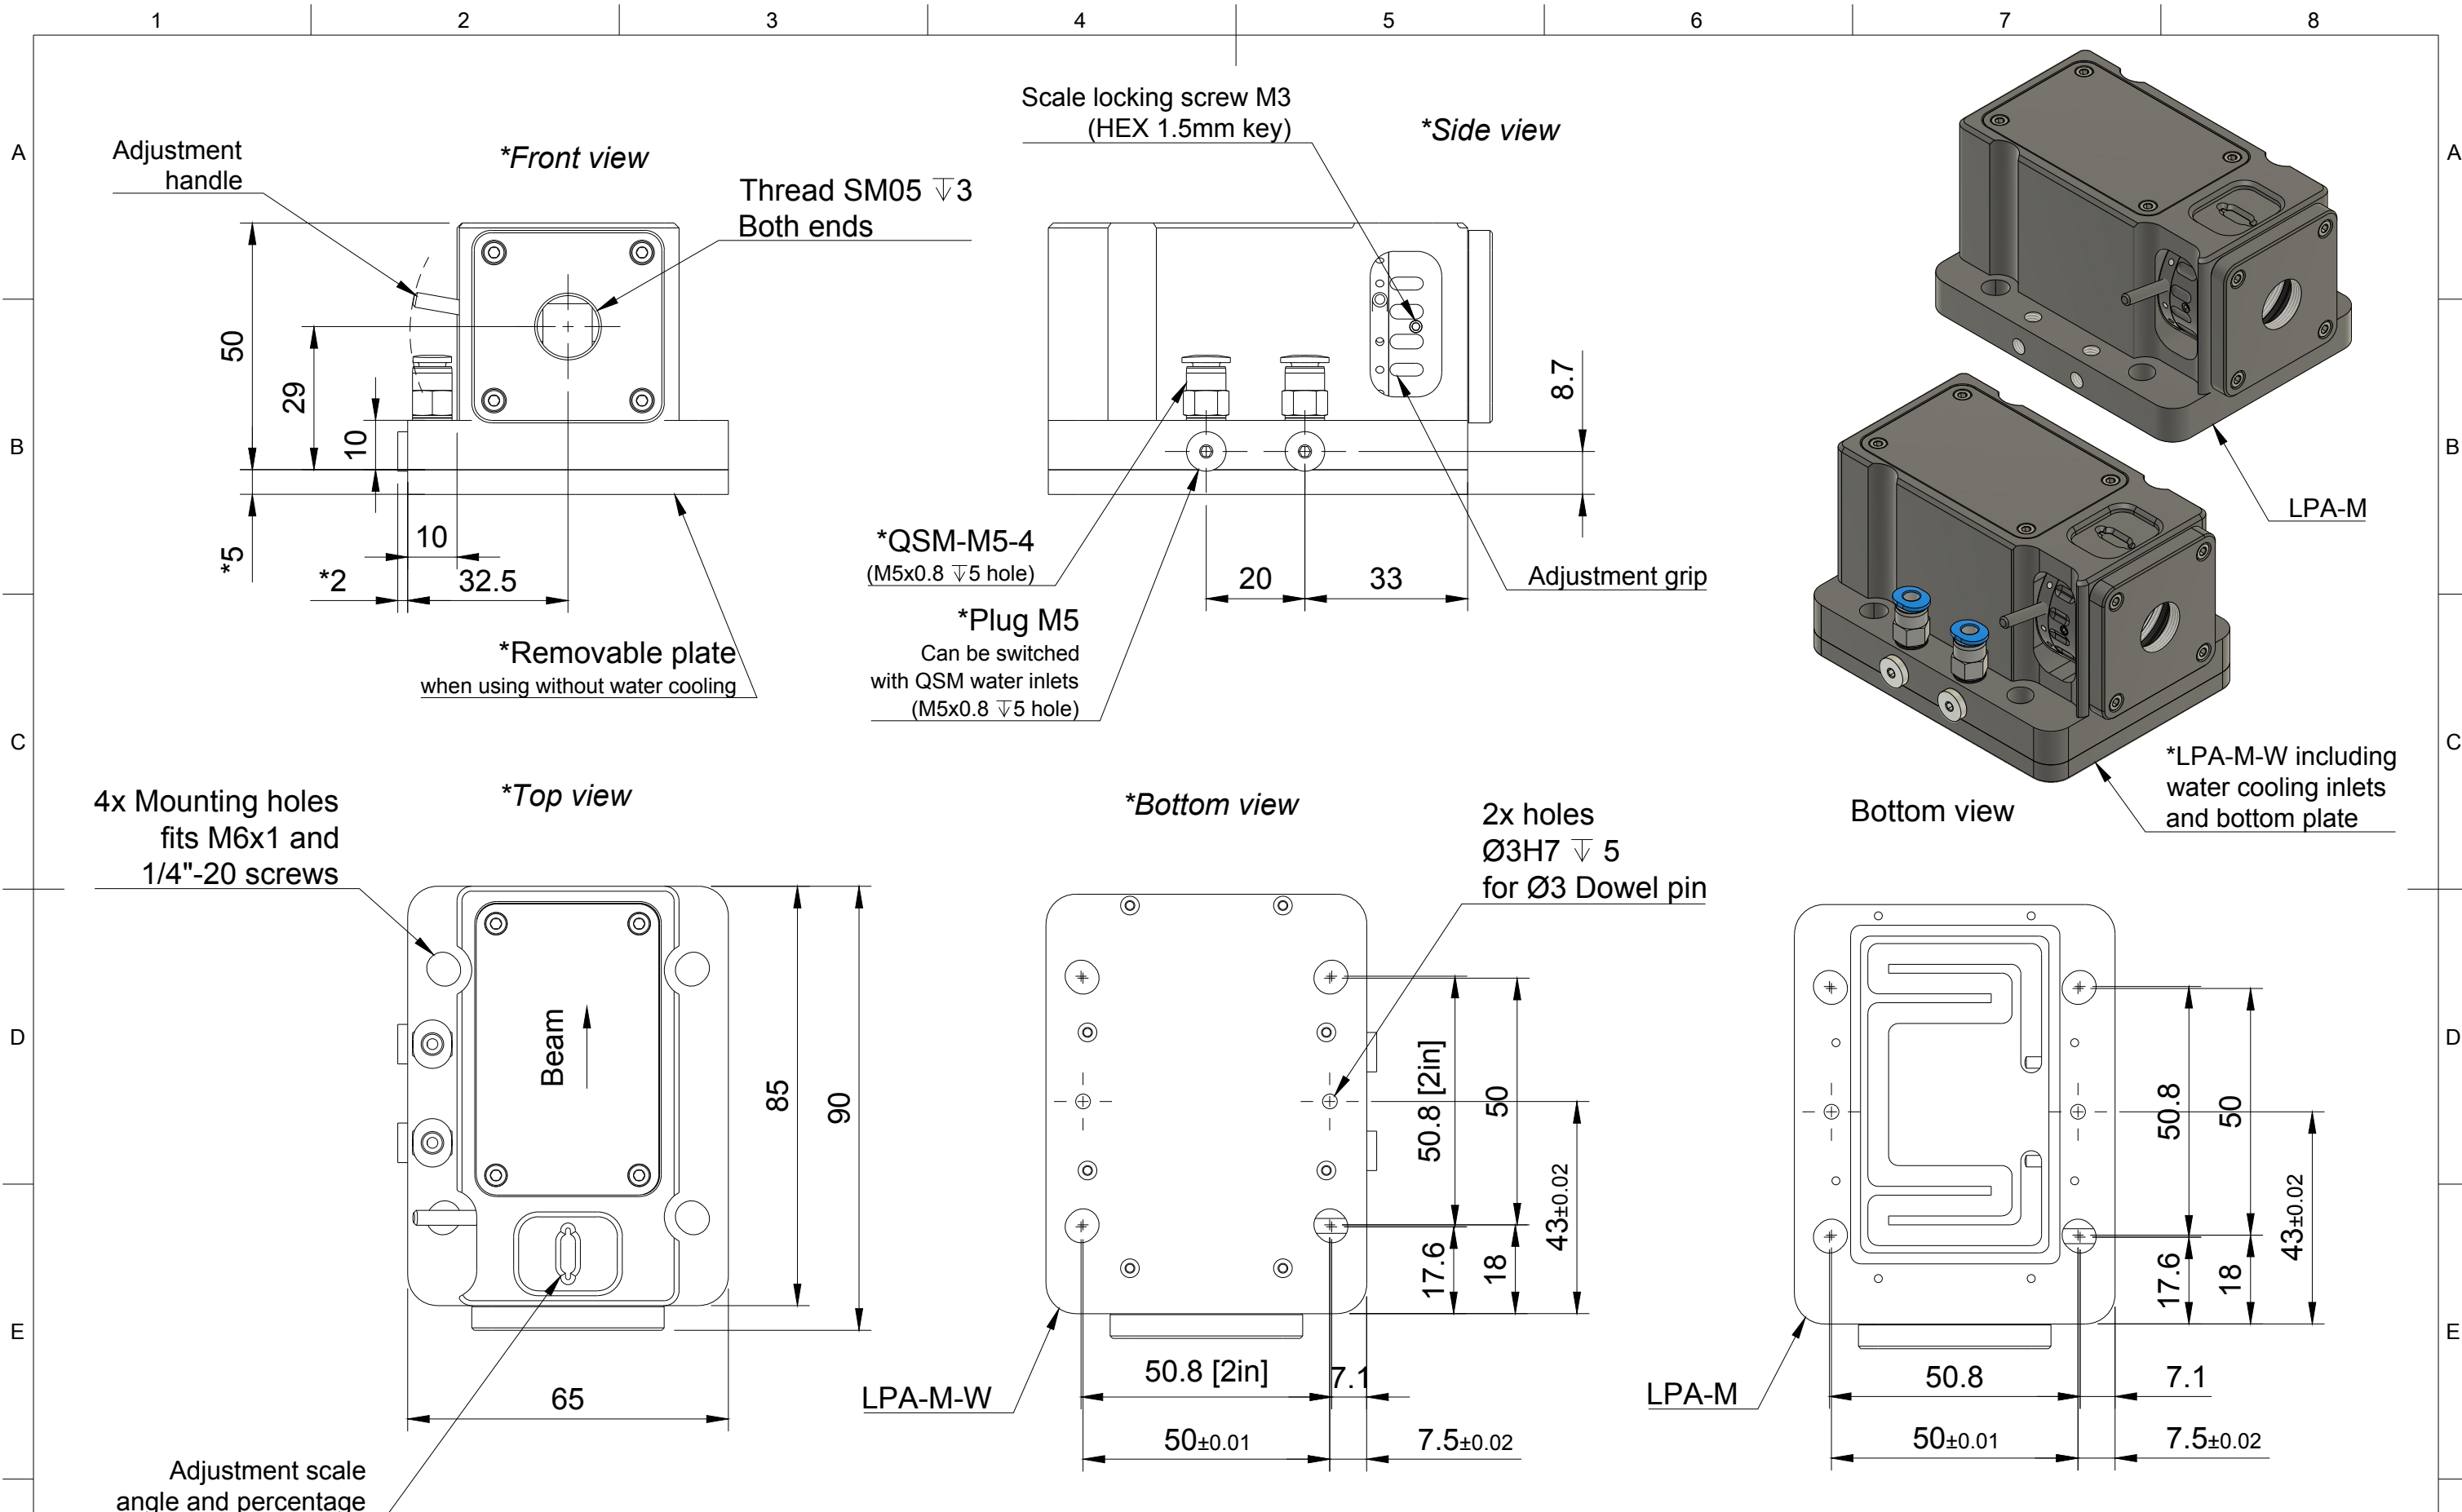 1 2 3 4 5 6 7 8
A A
B B
C C
D D
E E
Adjustment
handle
*Front view
Thread SM05 ↧3
Both ends
50
29
10
*5
10
*2
32.5
*Removable plate
when using without water cooling
Scale locking screw M3
(HEX 1.5mm key)
*Side view
8.7
*QSM-M5-4
(M5x0.8 ↧5 hole)
20
33
Adjustment grip
*Plug M5
Can be switched
with QSM water inlets
(M5x0.8 ↧5 hole)
LPA-M
*LPA-M-W including
water cooling inlets
and bottom plate
4x Mounting holes
fits M6x1 and
1/4"-20 screws
*Top view
Beam
85
90
65
Adjustment scale
angle and percentage
*Bottom view
2x holes
Ø3H7 ↧ 5
for Ø3 Dowel pin
50.8 [2in]
50
43±0.02
17.6
18
50.8 [2in]
7.1
LPA-M-W
50±0.01
7.5±0.02
Bottom view
50.8
50
43±0.02
17.6
18
50.8
7.1
LPA-M
50±0.01
7.5±0.02